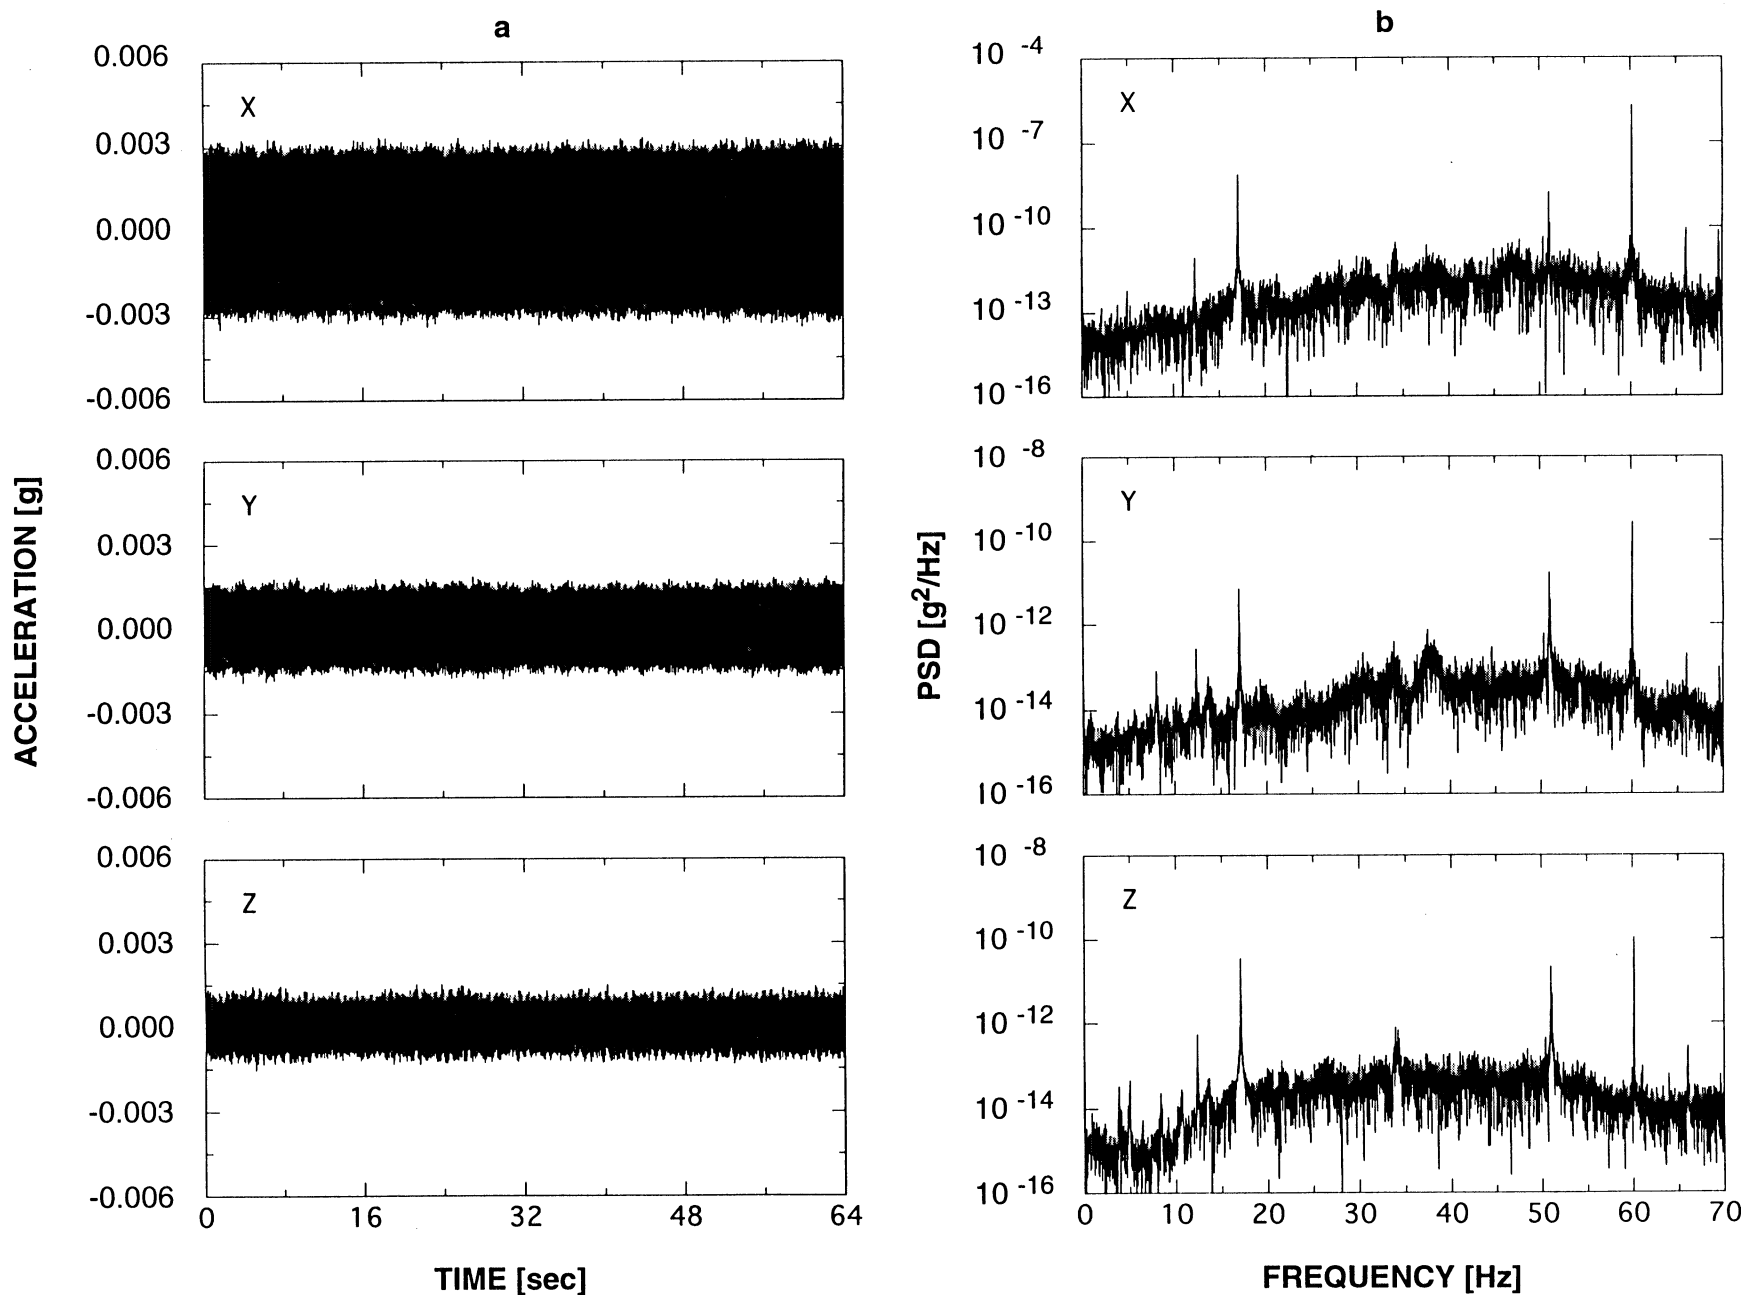 a
b
ACCELERATION [g]
0.006
0.003
0.000
-0.003
-0.006
X
0.006
0.003
0.000
-0.003
-0.006
Y
0.006
0.003
0.000
-0.003
-0.006
Z
0 16 32 48 64
TIME [sec]
PSD [g²/Hz]
10 -4
10 -7
10 -10
10 -13
10 -16
X
10 -8
10 -10
10 -12
10 -14
10 -16
Y
10 -8
10 -10
10 -12
10 -14
10 -16
Z
0 10 20 30 40 50 60 70
FREQUENCY [Hz]